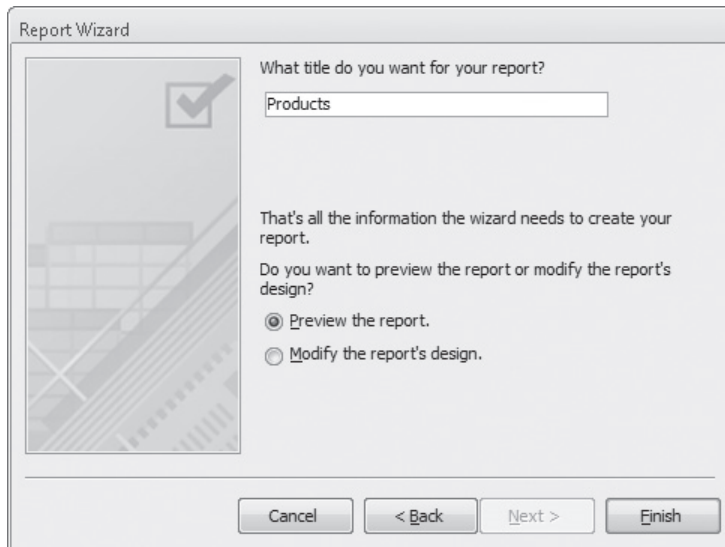 Report Wizard
What title do you want for your report?
Products
That's all the information the wizard needs to create your
report.
Do you want to preview the report or modify the report's
design?
Preview the report.
Modify the report's design.
Cancel
< Back
Next >
Finish